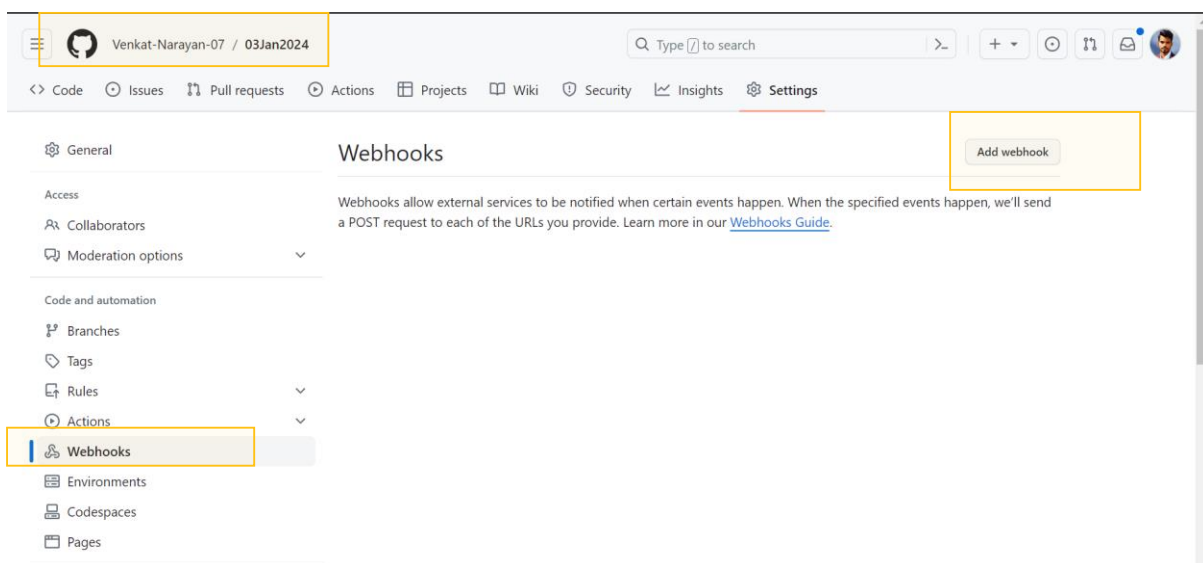 Venkat-Narayan-07 / 03Jan2024
Type / to search
Code Issues Pull requests Actions Projects Wiki Security Insights Settings
General
Webhooks
Add webhook
Access
Webhooks allow external services to be notified when certain events happen. When the specified events happen, we'll send
a POST request to each of the URLs you provide. Learn more in our Webhooks Guide.
Collaborators
Moderation options
Code and automation
Branches
Tags
Rules
Actions
Webhooks
Environments
Codespaces
Pages